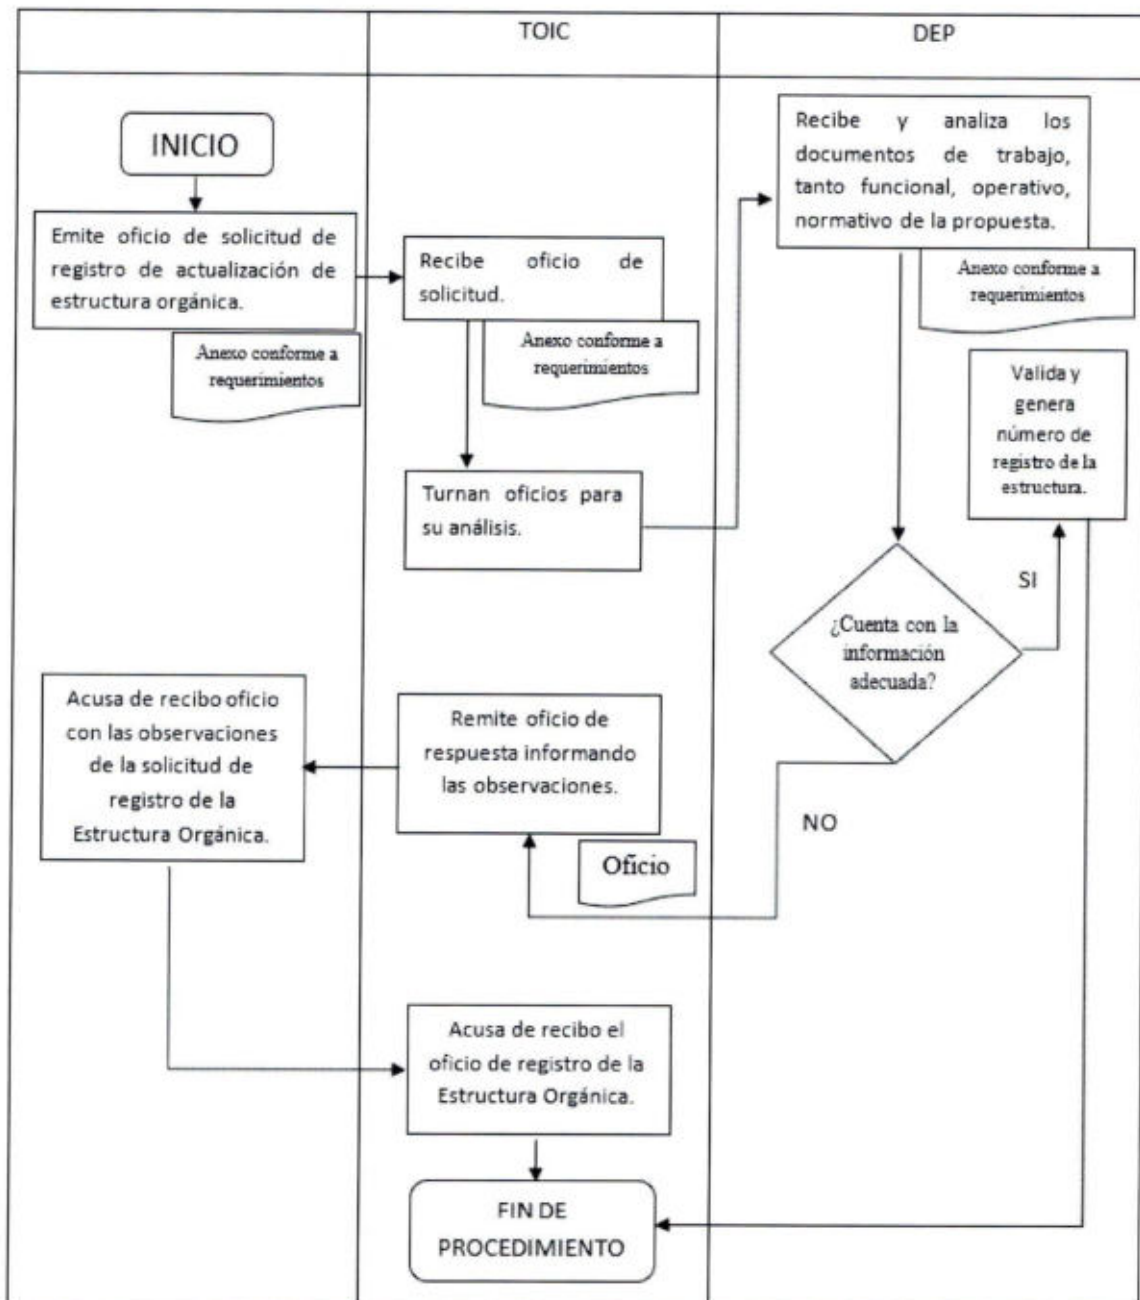 TOIC
DEP
INICIO
Emite oficio de solicitud de
registro de actualización de
estructura orgánica.
Anexo conforme a
requerimientos
Recibe oficio de
solicitud.
Anexo conforme a
requerimientos
Turnan oficios para
su análisis.
Recibe y analiza los
documentos de trabajo,
tanto funcional, operativo,
normativo de la propuesta.
Anexo conforme a
requerimientos
Valida y
genera
número de
registro de la
estructura.
SI
¿Cuenta con la
información
adecuada?
NO
Remite oficio de
respuesta informando
las observaciones.
Oficio
Acusa de recibo oficio
con las observaciones
de la solicitud de
registro de la
Estructura Orgánica.
Acusa de recibo el
oficio de registro de la
Estructura Orgánica.
FIN DE
PROCEDIMIENTO